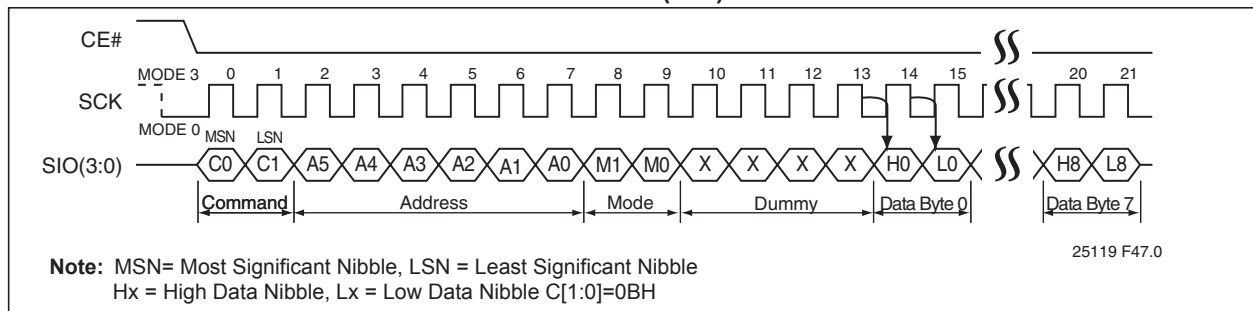 CE#
MODE 3 0 1 2 3 4 5 6 7 8 9 10 11 12 13 14 15 20 21
SCK
MODE 0
MSN LSN
SIO(3:0) C0 C1 A5 A4 A3 A2 A1 A0 M1 M0 X X X X H0 L0 H8 L8
Command Address Mode Dummy Data Byte 0 Data Byte 7
25119 F47.0
Note: MSN= Most Significant Nibble, LSN = Least Significant Nibble
Hx = High Data Nibble, Lx = Low Data Nibble C[1:0]=0BH